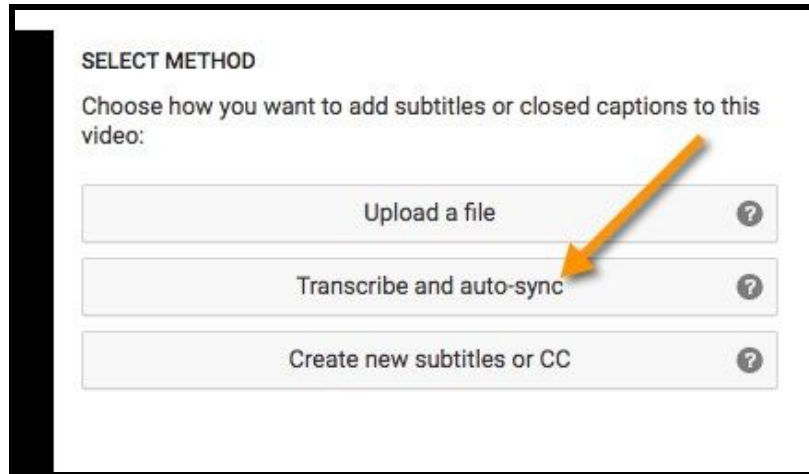 SELECT METHOD
Choose how you want to add subtitles or closed captions to this
video:
Upload a file
?
Transcribe and auto-sync
?
Create new subtitles or CC
?